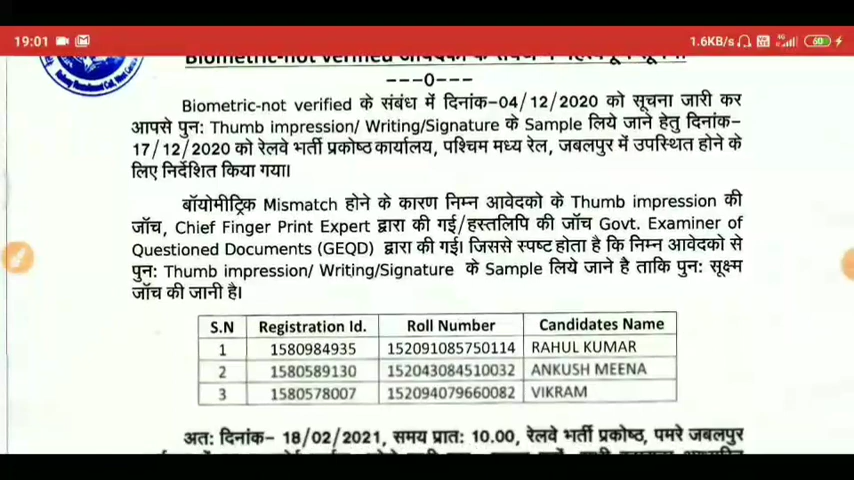 19:01 1.6KB/s 60
Biometric-not verified
---0---
Biometric-not verified के संबंध में दिनांक-04/12/2020 को सूचना जारी कर
आपसे पुन: Thumb impression/ Writing/Signature के Sample लिये जाने हेतु दिनांक-
17/12/2020 को रेलवे भर्ती प्रकोष्ठ कार्यालय, पश्चिम मध्य रेल, जबलपुर में उपस्थित होने के
लिए निर्देशित किया गया।
बॉयोमीट्रिक Mismatch होने के कारण निम्न आवेदको के Thumb impression की
जॉच, Chief Finger Print Expert द्वारा की गई/हस्तलिपि की जॉच Govt. Examiner of
Questioned Documents (GEQD) द्वारा की गई। जिससे स्पष्ट होता है कि निम्न आवेदको से
पुन: Thumb impression/ Writing/Signature के Sample लिये जाने है ताकि पुन: सूक्ष्म
जॉच की जानी है।
S.N Registration Id. Roll Number Candidates Name
1 1580984935 152091085750114 RAHUL KUMAR
2 1580589130 152043084510032 ANKUSH MEENA
3 1580578007 152094079660082 VIKRAM
अत: दिनांक- 18/02/2021, समय प्रात: 10.00, रेलवे भर्ती प्रकोष्ठ, पमरे जबलपुर